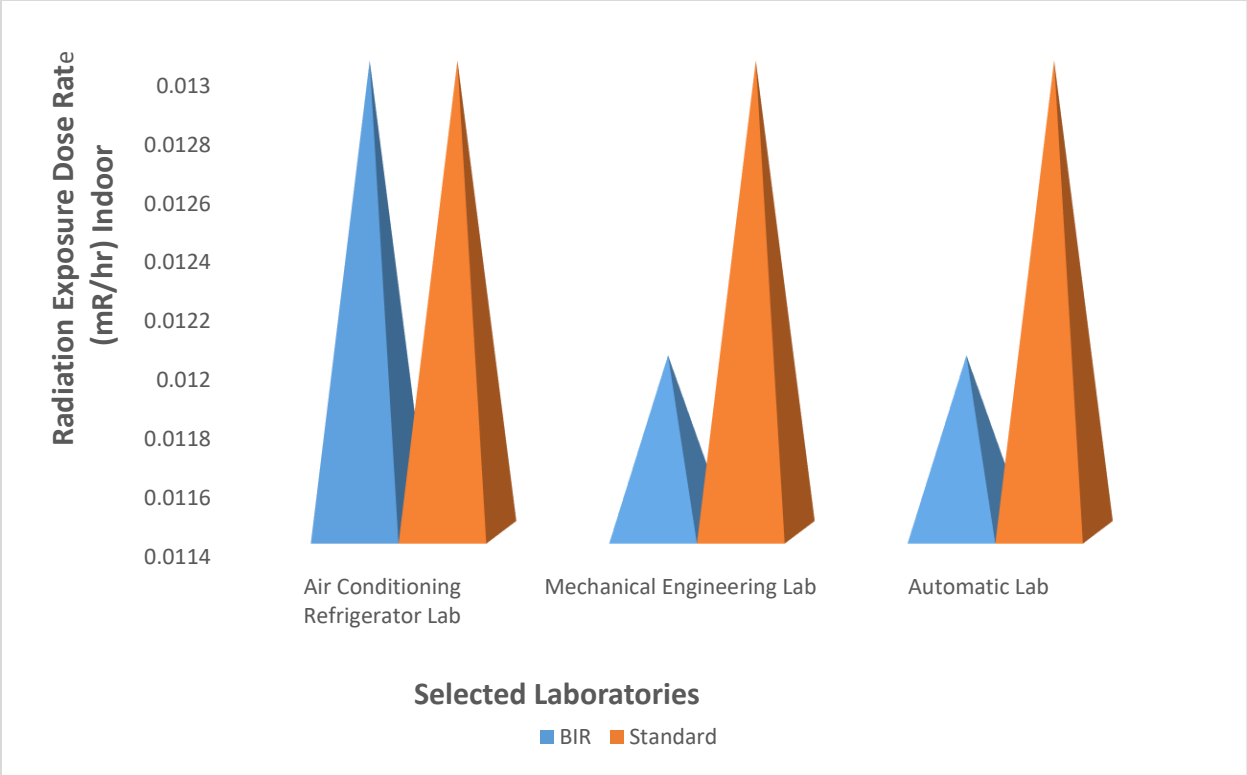 Radiation Exposure Dose Rate
(mR/hr) Indoor
0.013
0.0128
0.0126
0.0124
0.0122
0.012
0.0118
0.0116
0.0114
Air Conditioning
Refrigerator Lab
Mechanical Engineering Lab
Automatic Lab
Selected Laboratories
BIR
Standard